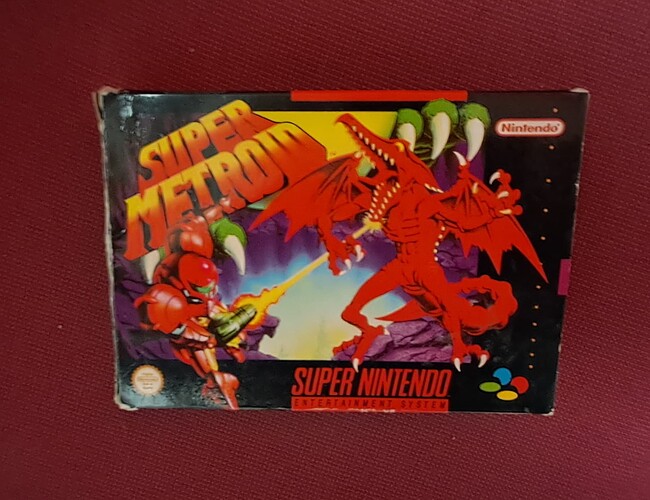 SUPER
METROID
Nintendo
SUPER NINTENDO
ENTERTAINMENT SYSTEM